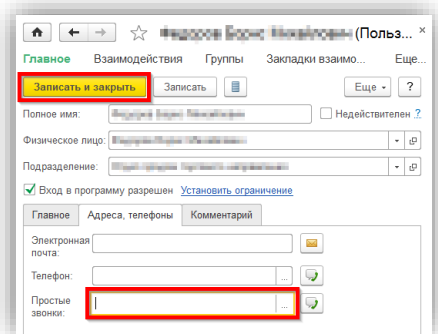 (Польз...
Главное Взаимодействия Группы Закладки взаимо... Еще...
Записать и закрыть Записать Еще ?
Полное имя: Недействителен ?
Физическое лицо:
Подразделение:
Вход в программу разрешен Установить ограничение
Главное Адреса, телефоны Комментарий
Электронная почта:
Телефон: ...
Простые звонки: ...